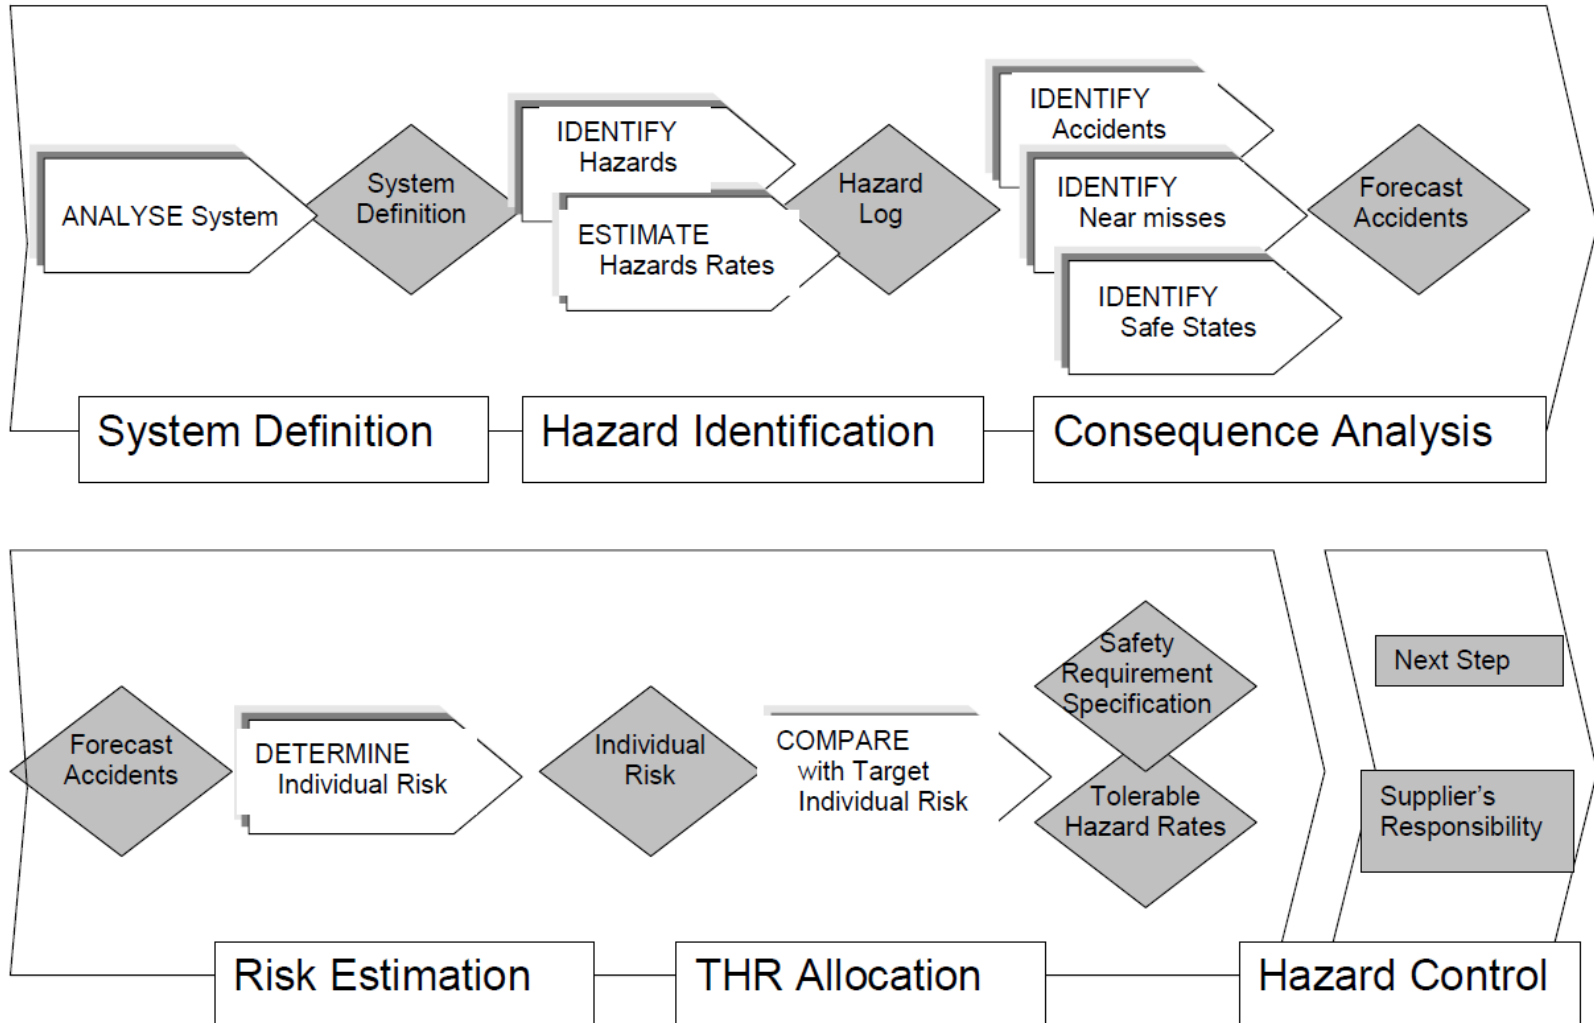 ANALYSE System
System
Definition
IDENTIFY
Hazards
ESTIMATE
Hazards Rates
Hazard
Log
IDENTIFY
Accidents
IDENTIFY
Near misses
IDENTIFY
Safe States
Forecast
Accidents
System Definition
Hazard Identification
Consequence Analysis
Forecast
Accidents
DETERMINE
Individual Risk
Individual
Risk
COMPARE
with Target
Individual Risk
Safety
Requirement
Specification
Tolerable
Hazard Rates
Next Step
Supplier's
Responsibility
Risk Estimation
THR Allocation
Hazard Control